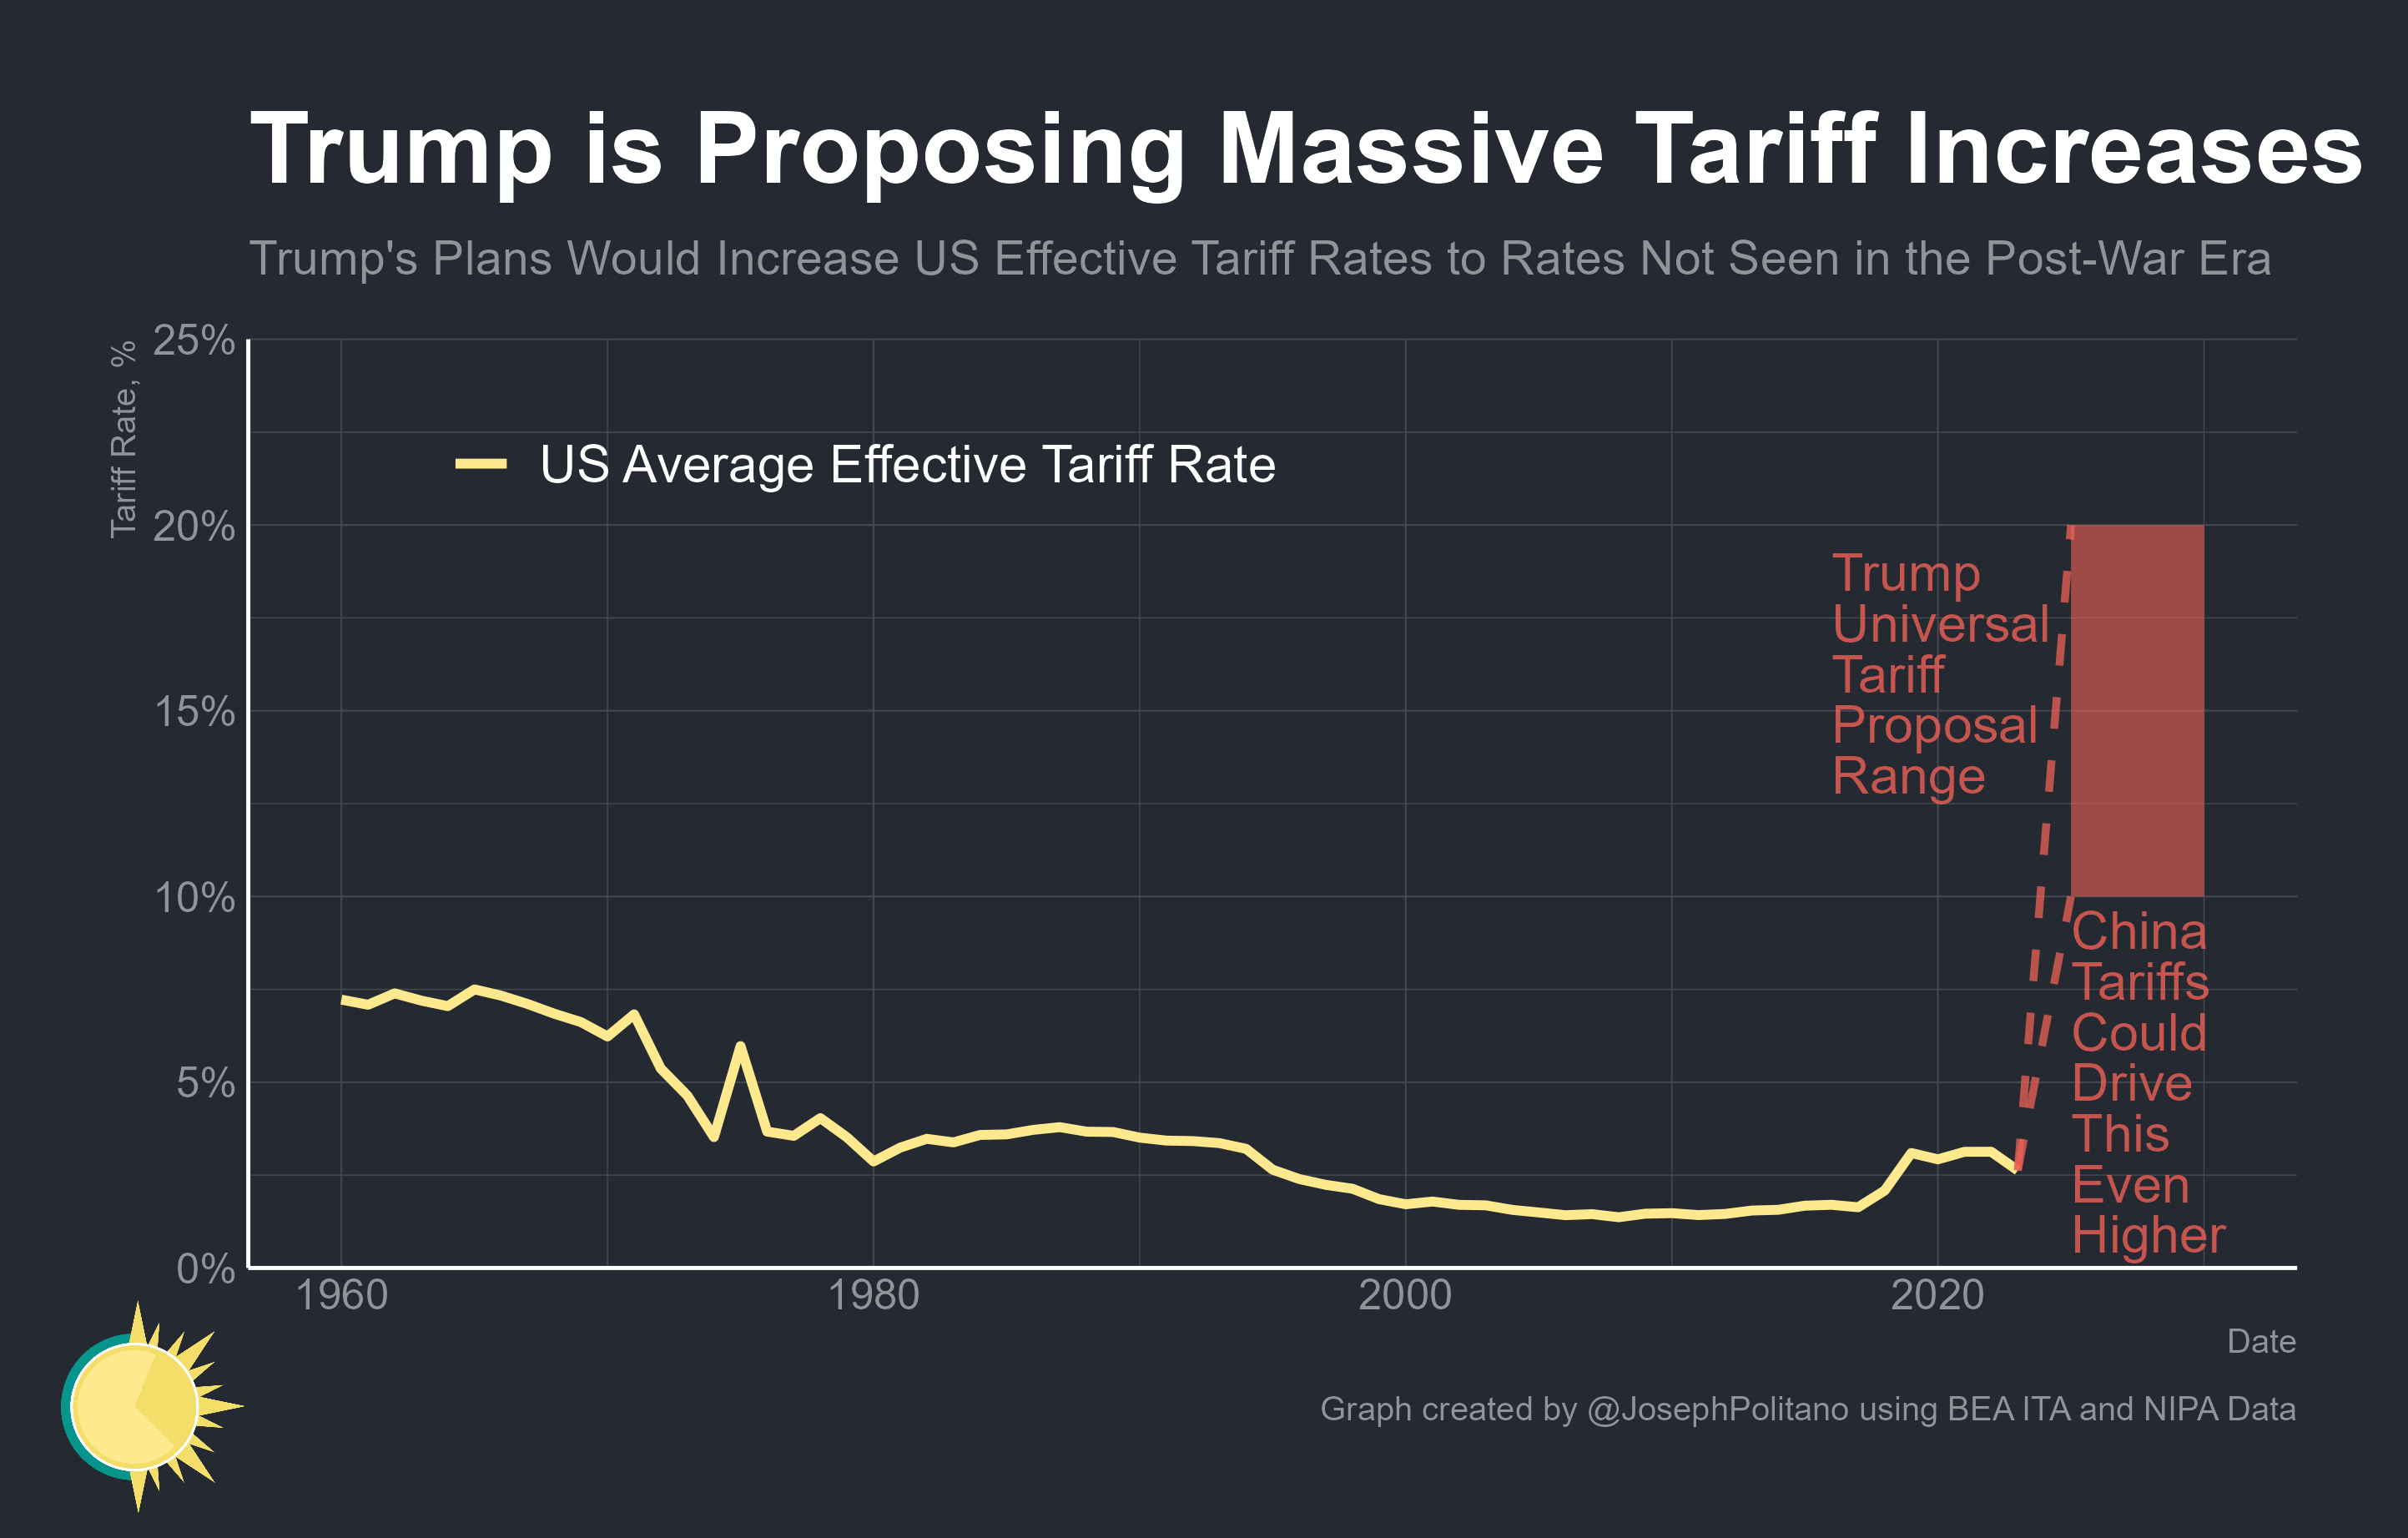 Trump is Proposing Massive Tariff Increases
Trump's Plans Would Increase US Effective Tariff Rates to Rates Not Seen in the Post-War Era
Tariff Rate, %
25%
20%
15%
10%
5%
0%
US Average Effective Tariff Rate
Trump
Universal
Tariff
Proposal
Range
China
Tariffs
Could
Drive
This
Even
Higher
1960
1980
2000
2020
Date
Graph created by @JosephPolitano using BEA ITA and NIPA Data